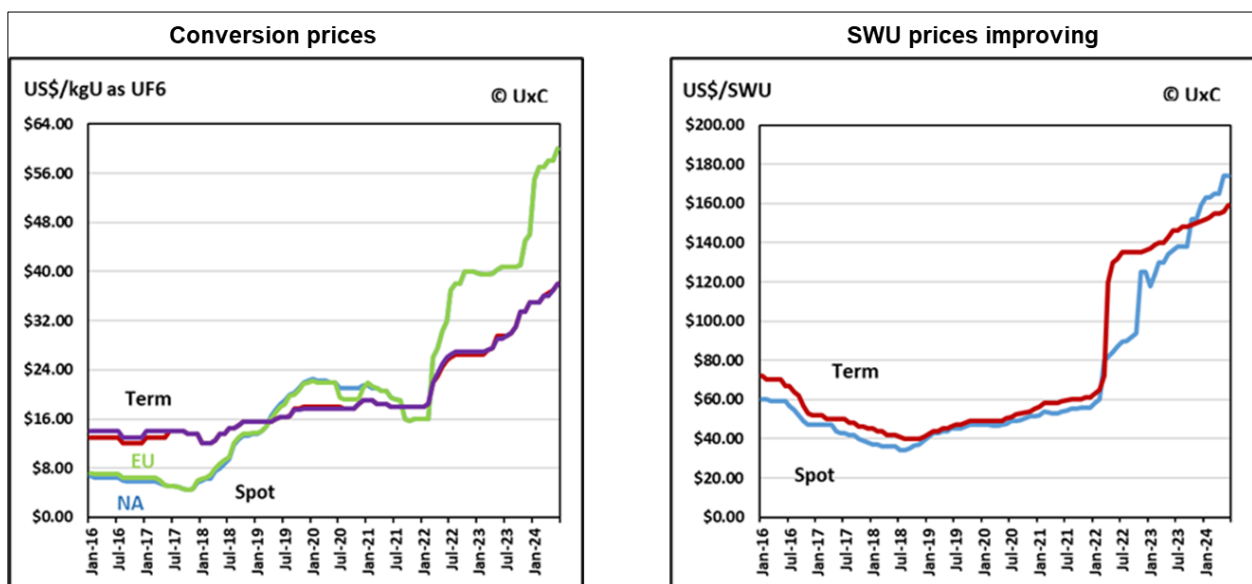 Conversion prices
US$/kgU as UF6
© UxC
$64.00
$56.00
$48.00
$40.00
$32.00
$24.00
$16.00
$8.00
$0.00
Term
EU
NA
Spot
Jan-16
Jul-16
Jan-17
Jul-17
Jan-18
Jul-18
Jan-19
Jul-19
Jan-20
Jul-20
Jan-21
Jul-21
Jan-22
Jul-22
Jan-23
Jul-23
Jan-24
SWU prices improving
US$/SWU
© UxC
$200.00
$180.00
$160.00
$140.00
$120.00
$100.00
$80.00
$60.00
$40.00
$20.00
$0.00
Term
Spot
Jan-16
Jul-16
Jan-17
Jul-17
Jan-18
Jul-18
Jan-19
Jul-19
Jan-20
Jul-20
Jan-21
Jul-21
Jan-22
Jul-22
Jan-23
Jul-23
Jan-24